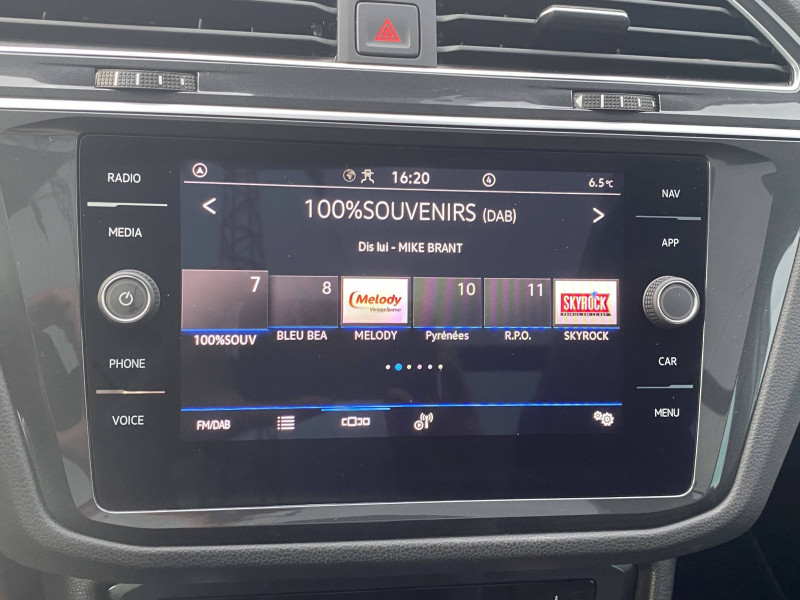 RADIO
MEDIA
PHONE
VOICE
16:20
4
6.5°C
< 100%SOUVENIRS (DAB) >
Dis lui - MIKE BRANT
7
8
Melody
10
11
SKYROCK
100%SOUV
BLEU BEA
MELODY
Pyrénées
R.P.O.
SKYROCK
FM/DAB
NAV
APP
CAR
MENU